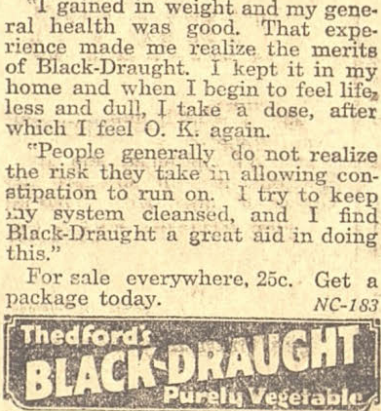 "I gained in weight and my gene-
ral health was good. That expe-
rience made me realize the merits
of Black-Draught. I kept it in my
home and when I begin to feel life-
less and dull, I take a dose, after
which I feel O. K. again.
"People generally do not realize
the risk they take in allowing con-
stipation to run on. I try to keep
my system cleansed, and I find
Black-Draught a great aid in doing
this."
For sale everywhere, 25c. Get a
package today. NC-183
Thedford's
BLACK-DRAUGHT
Purely Vegetable